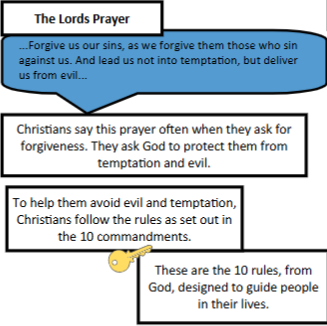 The Lords Prayer
...Forgive us our sins, as we forgive them those who sin
against us. And lead us not into temptation, but deliver
us from evil...
Christians say this prayer often when they ask for
forgiveness. They ask God to protect them from
temptation and evil.
To help them avoid evil and temptation,
Christians follow the rules as set out in
the 10 commandments.
These are the 10 rules, from
God, designed to guide people
in their lives.